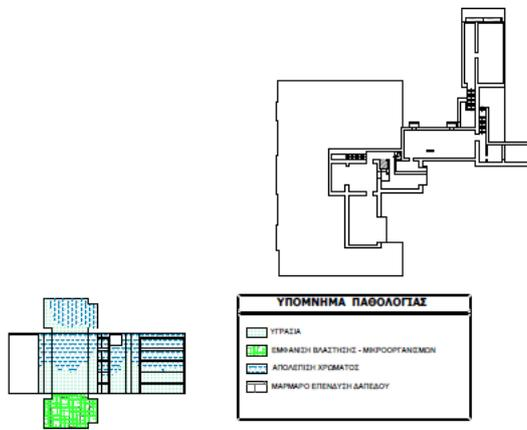 ΥΠΟΜΝΗΜΑ ΠΑΘΟΛΟΓΙΑΣ
ΥΓΡΑΣΙΑ
ΕΜΦΑΝΙΣΗ ΒΛΑΣΤΗΣΗΣ - ΜΙΚΡΟΟΡΓΑΝΙΣΜΩΝ
ΑΠΟΛΕΠΙΣΗ ΧΡΩΜΑΤΟΣ
ΜΑΡΜΑΡΟ ΕΠΕΝΔΥΣΗ ΔΑΠΕΔΟΥ